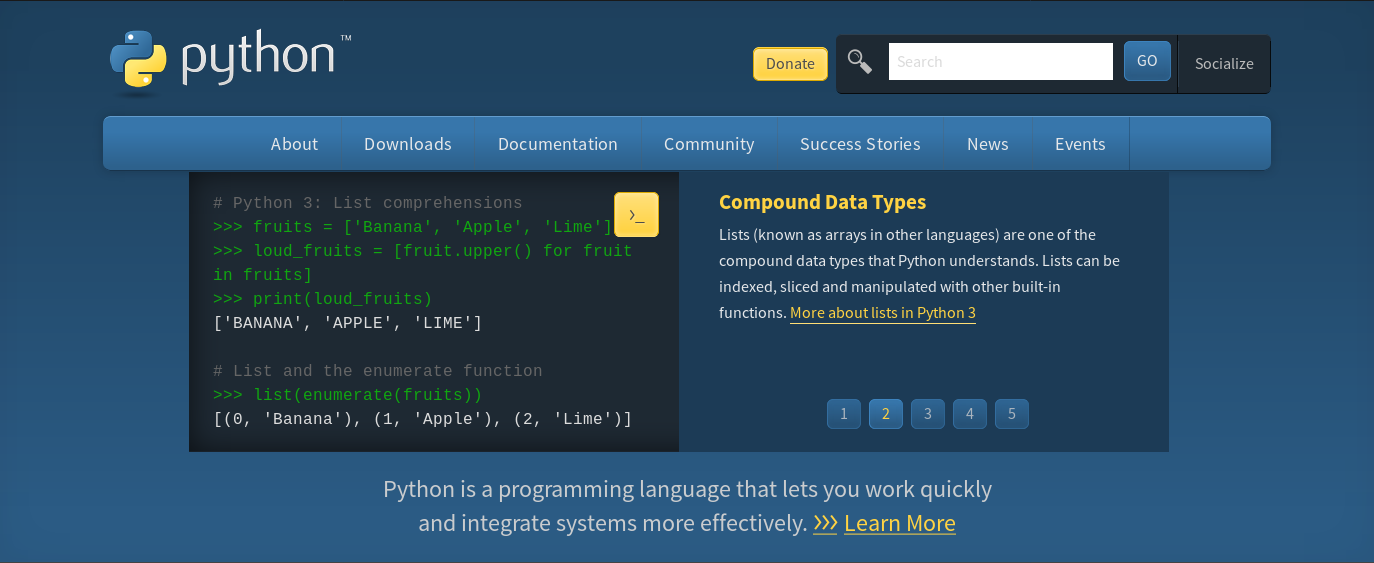 python™
Donate
Search
GO
Socialize
About Downloads Documentation Community Success Stories News Events
# Python 3: List comprehensions
>>> fruits = ['Banana', 'Apple', 'Lime']
>>> loud_fruits = [fruit.upper() for fruit
in fruits]
>>> print(loud_fruits)
['BANANA', 'APPLE', 'LIME']
# List and the enumerate function
>>> list(enumerate(fruits))
[(0, 'Banana'), (1, 'Apple'), (2, 'Lime')]
>_
Compound Data Types
Lists (known as arrays in other languages) are one of the
compound data types that Python understands. Lists can be
indexed, sliced and manipulated with other built-in
functions. More about lists in Python 3
1 2 3 4 5
Python is a programming language that lets you work quickly
and integrate systems more effectively. >>> Learn More